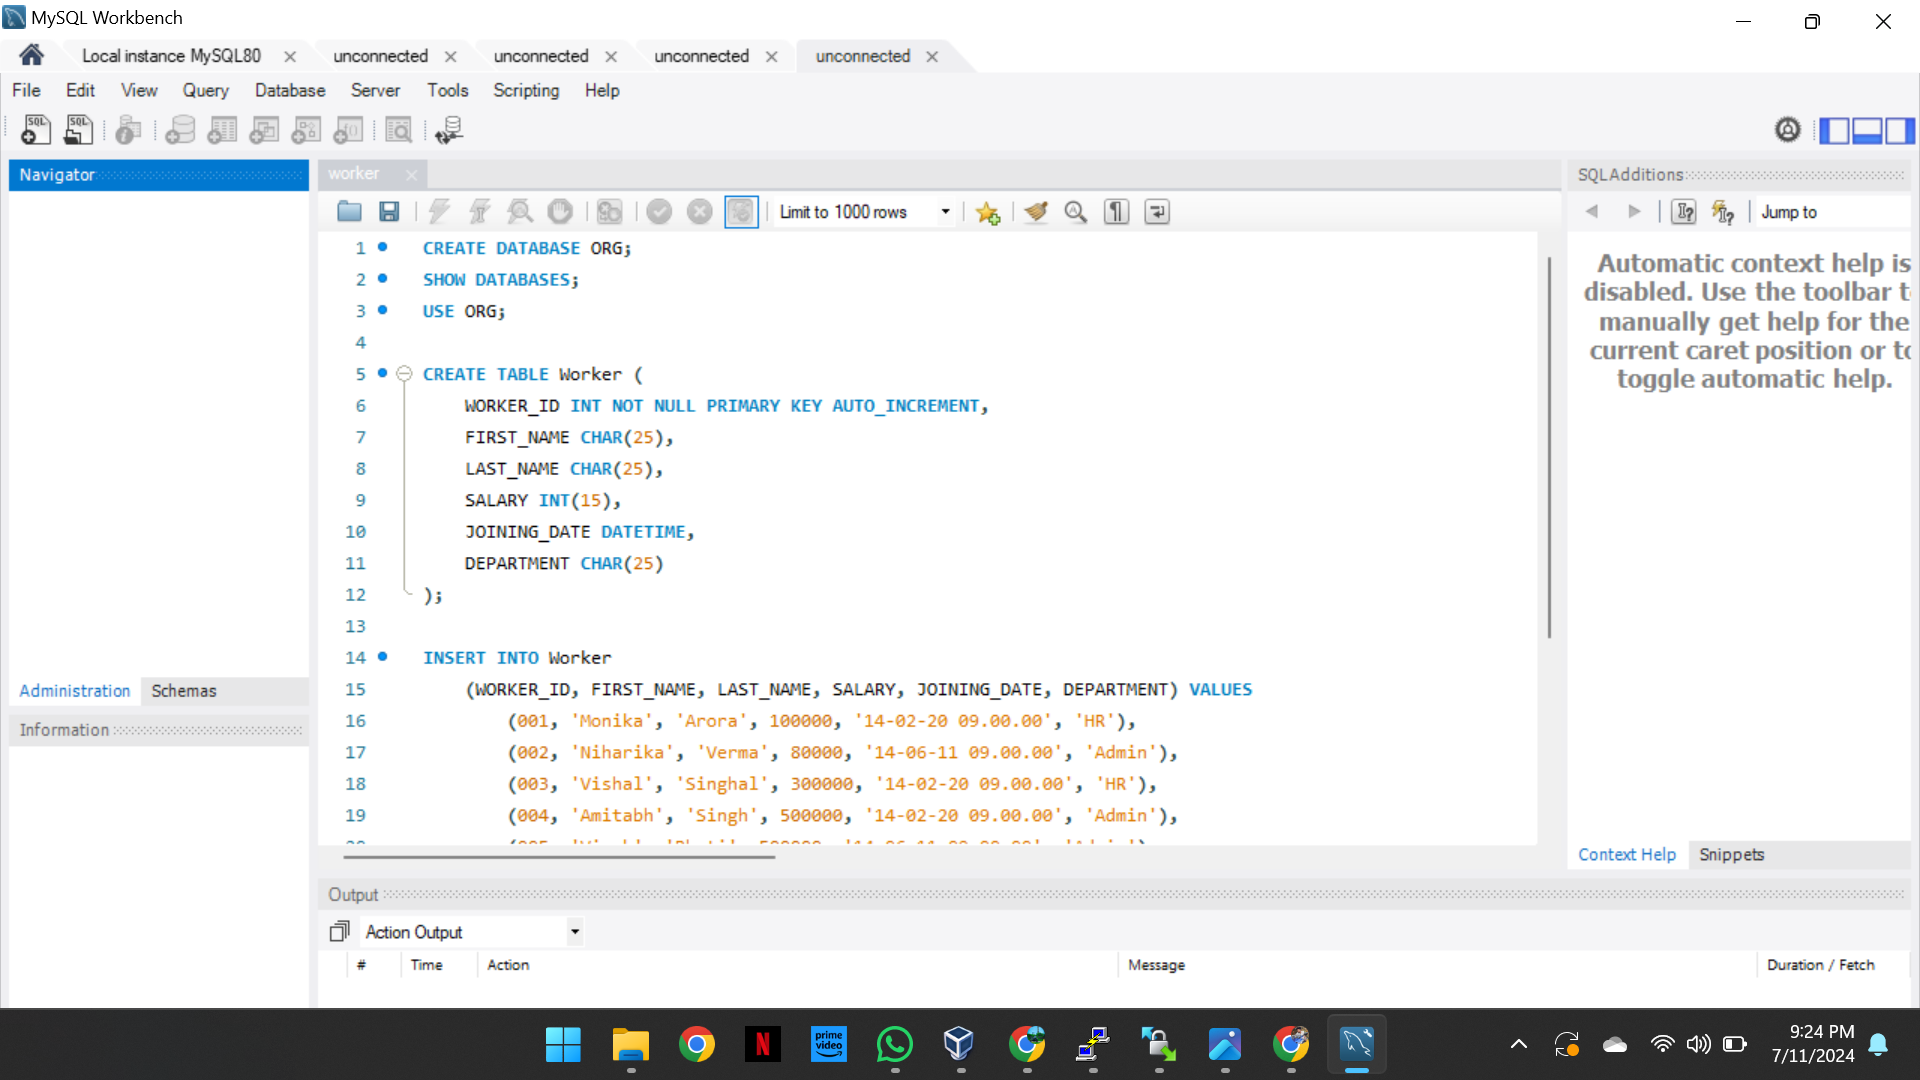 MySQL Workbench
Local instance MySQL80
unconnected
unconnected
unconnected
unconnected
File Edit View Query Database Server Tools Scripting Help
Navigator
worker
SQLAdditions
Limit to 1000 rows
Jump to
1 CREATE DATABASE ORG;
2 SHOW DATABASES;
3 USE ORG;
4
5 CREATE TABLE Worker (
6 WORKER_ID INT NOT NULL PRIMARY KEY AUTO_INCREMENT,
7 FIRST_NAME CHAR(25),
8 LAST_NAME CHAR(25),
9 SALARY INT(15),
10 JOINING_DATE DATETIME,
11 DEPARTMENT CHAR(25)
12 );
13
14 INSERT INTO Worker
15 (WORKER_ID, FIRST_NAME, LAST_NAME, SALARY, JOINING_DATE, DEPARTMENT) VALUES
16 (001, 'Monika', 'Arora', 100000, '14-02-20 09.00.00', 'HR'),
17 (002, 'Niharika', 'Verma', 80000, '14-06-11 09.00.00', 'Admin'),
18 (003, 'Vishal', 'Singhal', 300000, '14-02-20 09.00.00', 'HR'),
19 (004, 'Amitabh', 'Singh', 500000, '14-02-20 09.00.00', 'Admin'),
Automatic context help is
disabled. Use the toolbar
manually get help for the
current caret position or
toggle automatic help.
Administration Schemas
Information
Context Help Snippets
Output
Action Output
# Time Action Message Duration / Fetch
prime
video
9:24 PM
7/11/2024